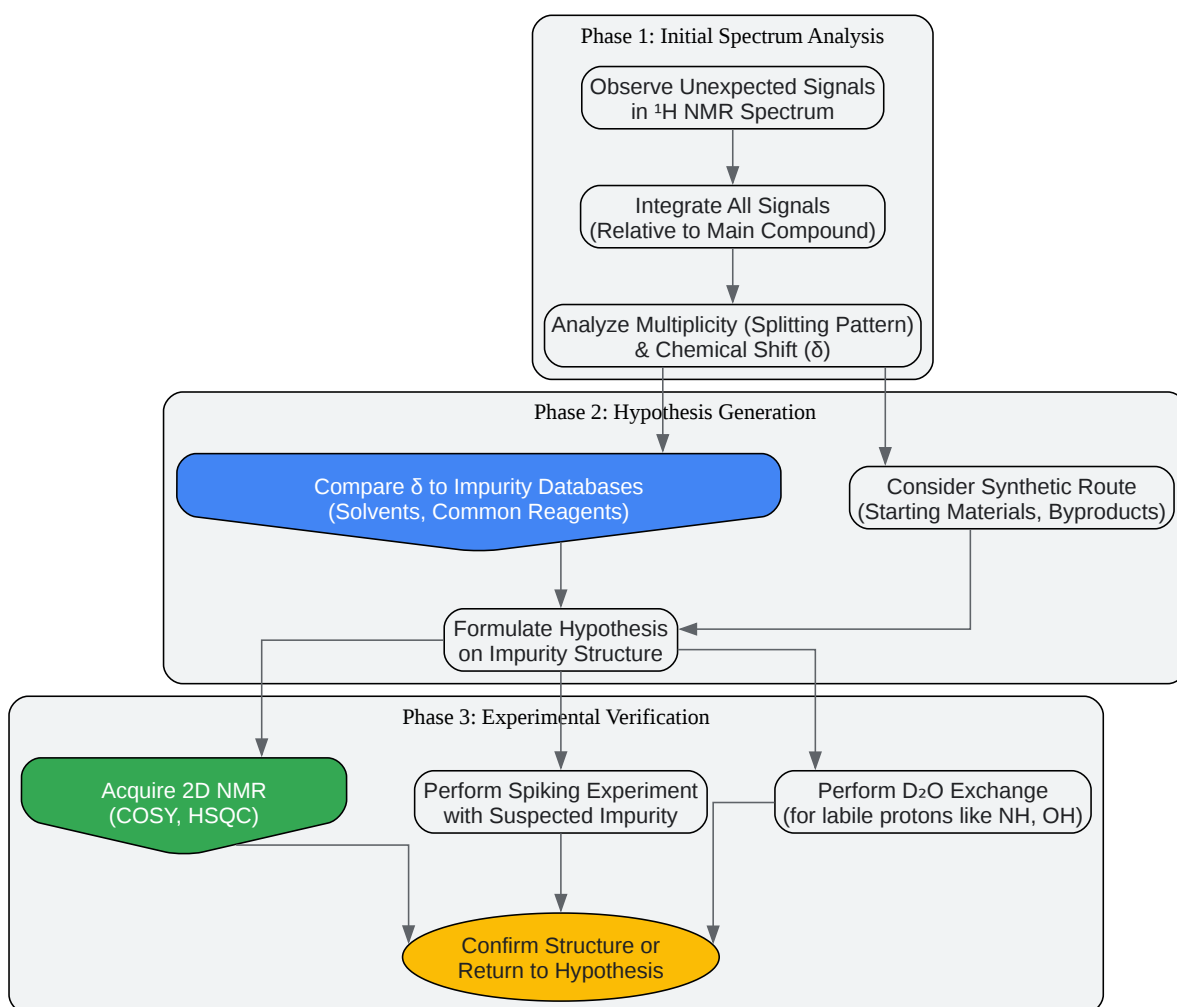 Phase 1: Initial Spectrum Analysis
Observe Unexpected Signals
in ¹H NMR Spectrum
Integrate All Signals
(Relative to Main Compound)
Analyze Multiplicity (Splitting Pattern)
& Chemical Shift (δ)
Phase 2: Hypothesis Generation
Compare δ to Impurity Databases
(Solvents, Common Reagents)
Consider Synthetic Route
(Starting Materials, Byproducts)
Formulate Hypothesis
on Impurity Structure
Phase 3: Experimental Verification
Acquire 2D NMR
(COSY, HSQC)
Perform Spiking Experiment
with Suspected Impurity
Perform D₂O Exchange
(for labile protons like NH, OH)
Confirm Structure or
Return to Hypothesis